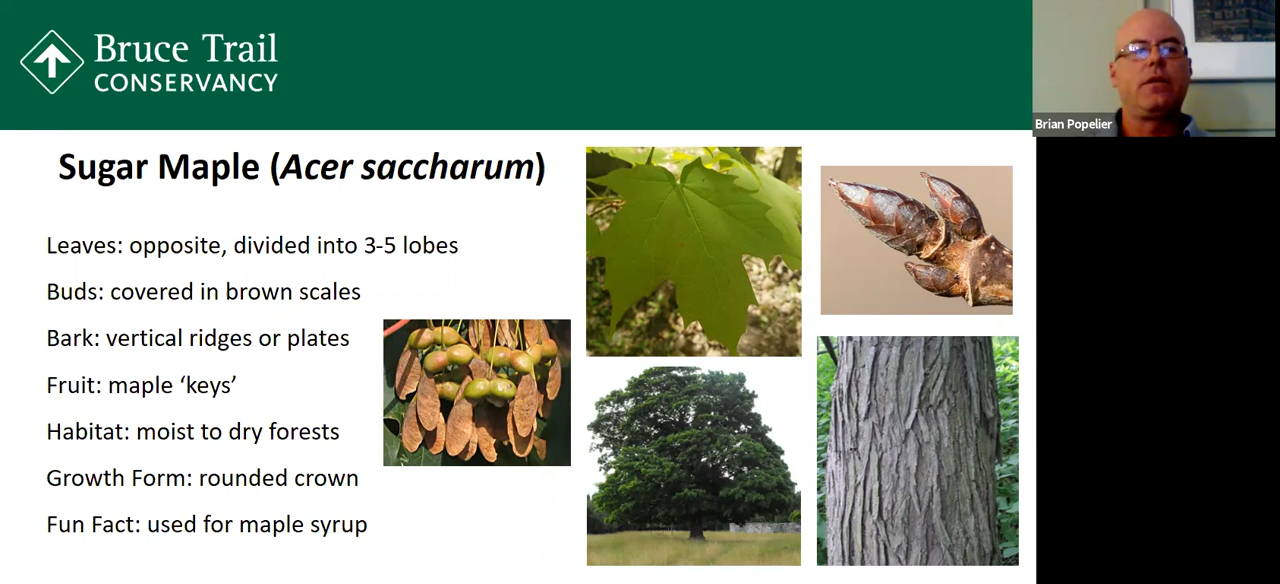 Bruce Trail
CONSERVANCY
Brian Popelier
Sugar Maple (Acer saccharum)
Leaves: opposite, divided into 3-5 lobes
Buds: covered in brown scales
Bark: vertical ridges or plates
Fruit: maple ‘keys’
Habitat: moist to dry forests
Growth Form: rounded crown
Fun Fact: used for maple syrup